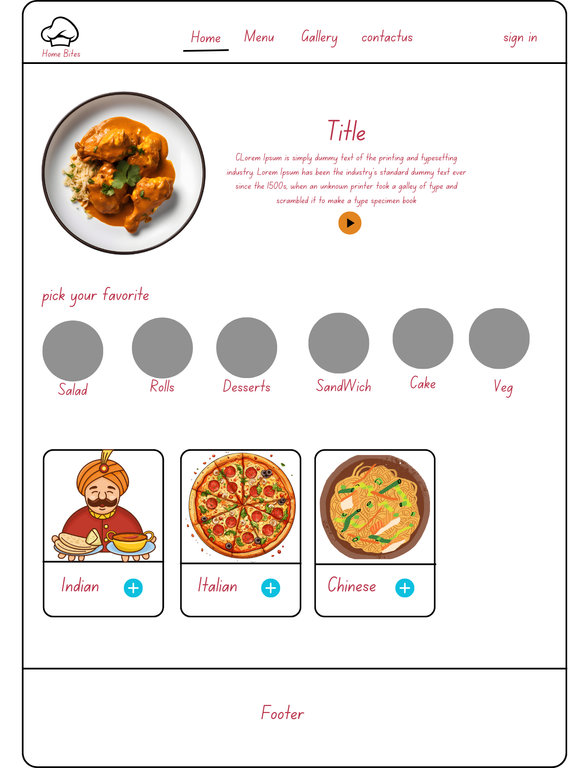 Home Bites
Home Menu Gallery contactus sign in
Title
CLorem Ipsum is simply dummy text of the printing and typesetting
industry. Lorem Ipsum has been the industry's standard dummy text ever
since the 1500s, when an unknown printer took a galley of type and
scrambled it to make a type specimen book
pick your favorite
Salad Rolls Desserts SandWich Cake Veg
Indian Italian Chinese
Footer